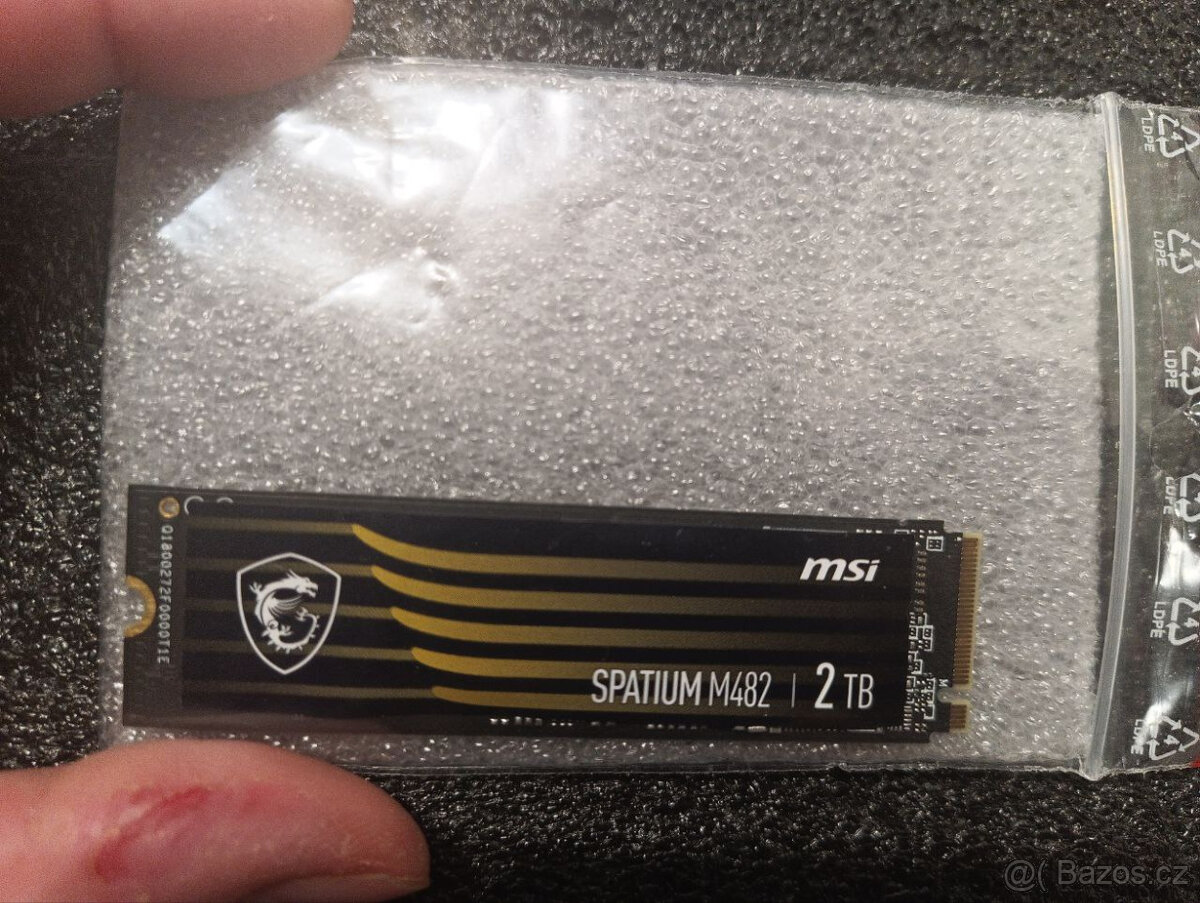 LDPE
LDPE
LDPE
LDPE
LDPE
LDPE
msi
SPATIUM M482 | 2 TB
@( Bazos.cz